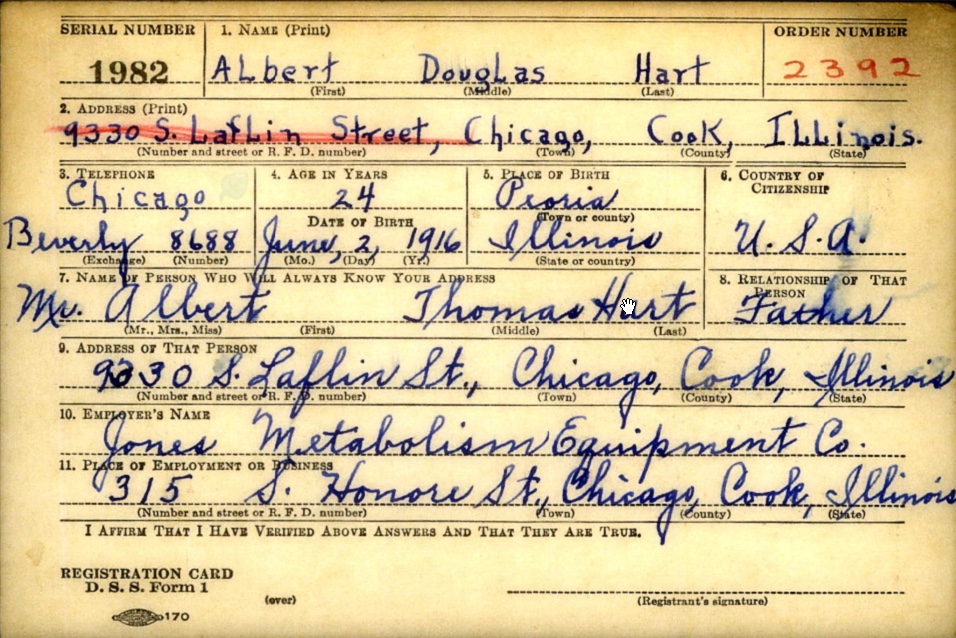 SERIAL NUMBER 1. NAME (Print) ORDER NUMBER
1982 ALbert DougLas Hart 2392
(First) (Middle) (Last)
2. ADDRESS (Print)
9330 S. LafLin Street, Chicago, Cook, ILLinois.
(Number and street or R. F. D. number) (Town) (County) (State)
3. TELEPHONE 4. AGE IN YEARS 5. PLACE OF BIRTH 6. COUNTRY OF
CITIZENSHIP
Chicago 24 Peoria
DATE OF BIRTH (Town or county)
Beverly 8688 June, 2, 1916 Illinois U. S. A.
(Exchange) (Number) (Mo.) (Day) (Yr.) (State or country)
7. NAME OF PERSON WHO WILL ALWAYS KNOW YOUR ADDRESS 8. RELATIONSHIP OF THAT
PERSON
Mr. Albert Thomas Hart Father
(Mr., Mrs., Miss) (First) (Middle) (Last)
9. ADDRESS OF THAT PERSON
9330 S. Laflin St., Chicago, Cook, Illinois
(Number and street or R. F. D. number) (Town) (County) (State)
10. EMPLOYER'S NAME
Jones Metabolism Equipment Co.
11. PLACE OF EMPLOYMENT OR BUSINESS
315 S. Honore St., Chicago, Cook, Illinois
(Number and street or R. F. D. number) (Town) (County) (State)
I AFFIRM THAT I HAVE VERIFIED ABOVE ANSWERS AND THAT THEY ARE TRUE.
REGISTRATION CARD
D. S. S. Form 1
(over) (Registrant's signature)
170